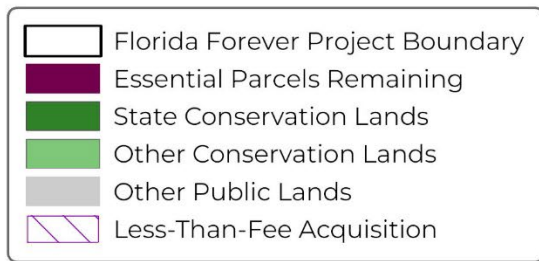 Florida Forever Project Boundary
Essential Parcels Remaining
State Conservation Lands
Other Conservation Lands
Other Public Lands
Less-Than-Fee Acquisition